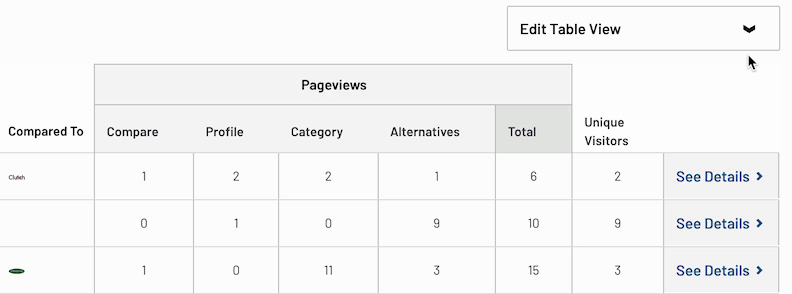 Edit Table View
Pageviews
Compared To Compare Profile Category Alternatives Total Unique Visitors
Clutch 1 2 2 1 6 2 See Details
0 1 0 9 10 9 See Details
1 0 11 3 15 3 See Details